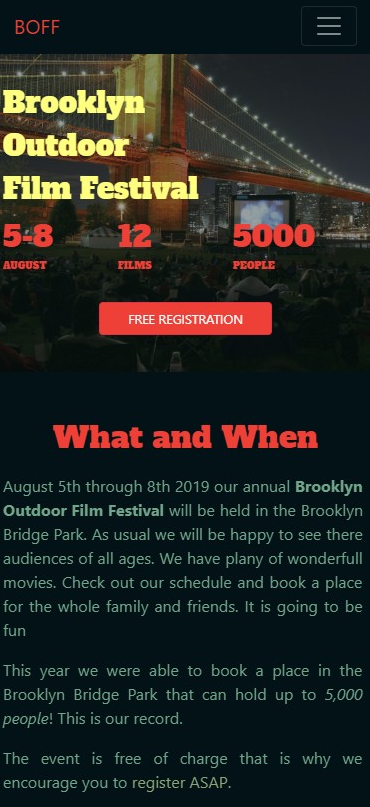 BOFF
Brooklyn
Outdoor
Film Festival
5-8 12 5000
AUGUST FILMS PEOPLE
FREE REGISTRATION
What and When
August 5th through 8th 2019 our annual Brooklyn
Outdoor Film Festival will be held in the Brooklyn
Bridge Park. As usual we will be happy to see there
audiences of all ages. We have plany of wonderfull
movies. Check out our schedule and book a place
for the whole family and friends. It is going to be
fun
This year we were able to book a place in the
Brooklyn Bridge Park that can hold up to 5,000
people! This is our record.
The event is free of charge that is why we
encourage you to register ASAP.